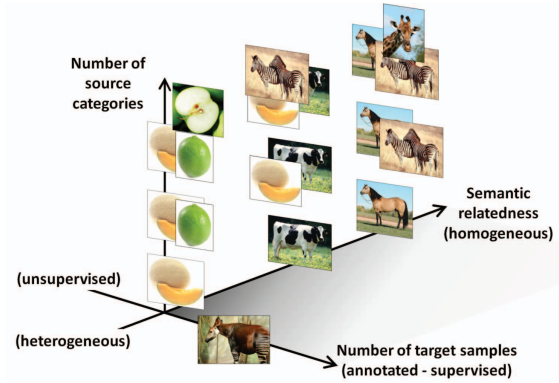 Number of
source
categories
Semantic
relatedness
(homogeneous)
(unsupervised)
(heterogeneous)
Number of target samples
(annotated - supervised)